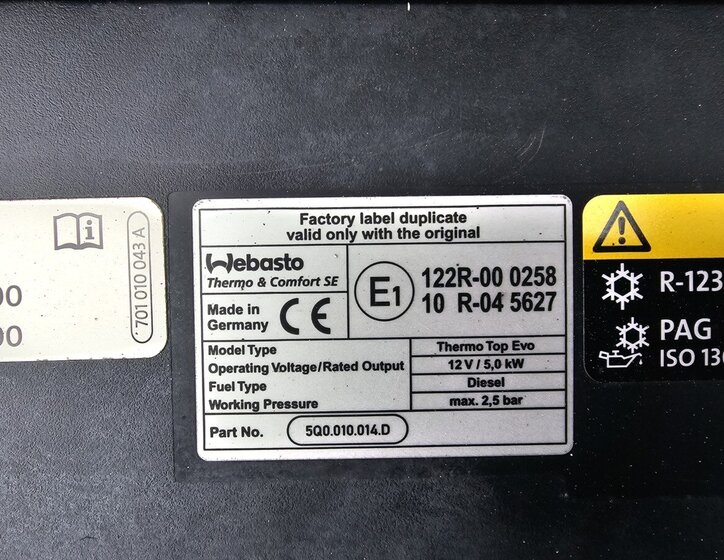 00
00
701 010 043 A
Factory label duplicate
valid only with the original
Webasto
Thermo & Comfort SE
Made in
Germany
CE
E1
122R-00 0258
10 R-04 5627
Model Type Thermo Top Evo
Operating Voltage/Rated Output 12 V / 5,0 kW
Fuel Type Diesel
Working Pressure max. 2,5 bar
Part No. 5Q0.010.014.D
R-123
PAG
ISO 136